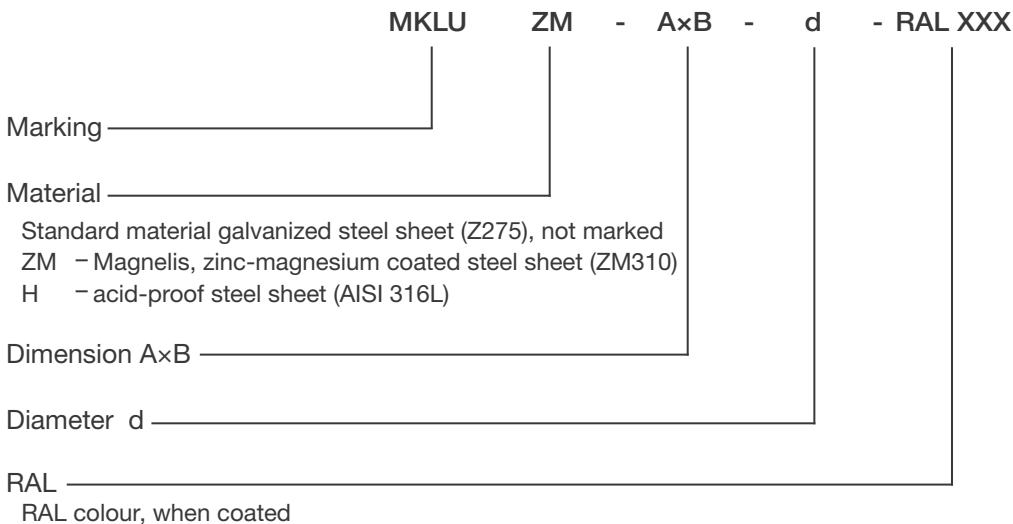 MKLU ZM - A×B - d - RAL XXX
Marking
Material
Standard material galvanized steel sheet (Z275), not marked
ZM – Magnelis, zinc-magnesium coated steel sheet (ZM310)
H – acid-proof steel sheet (AISI 316L)
Dimension A×B
Diameter d
RAL
RAL colour, when coated